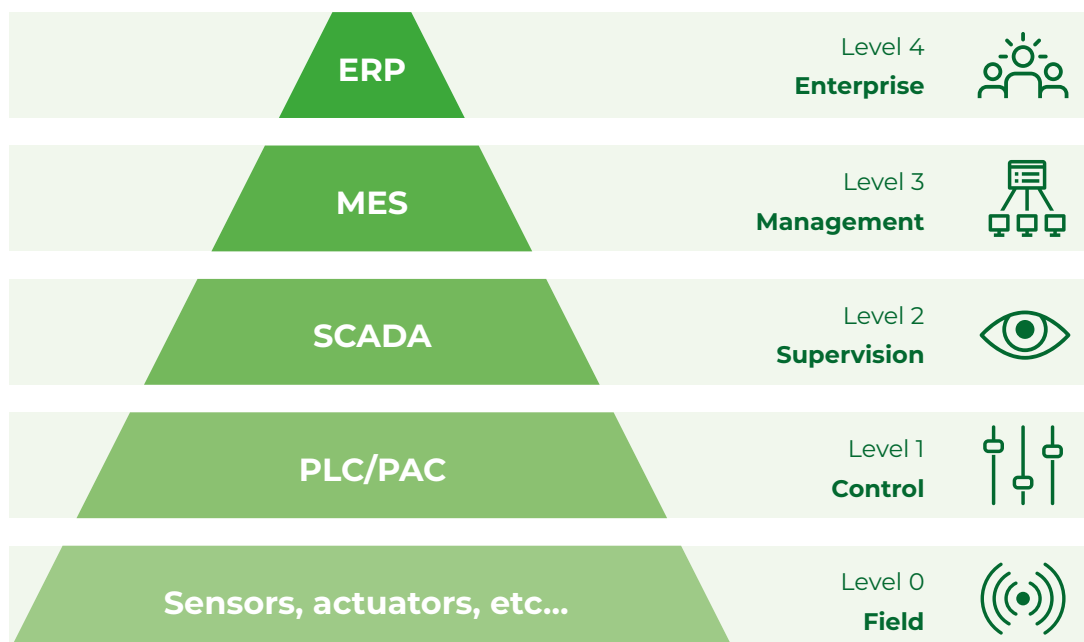 ERP
Level 4
Enterprise
MES
Level 3
Management
SCADA
Level 2
Supervision
PLC/PAC
Level 1
Control
Sensors, actuators, etc...
Level 0
Field